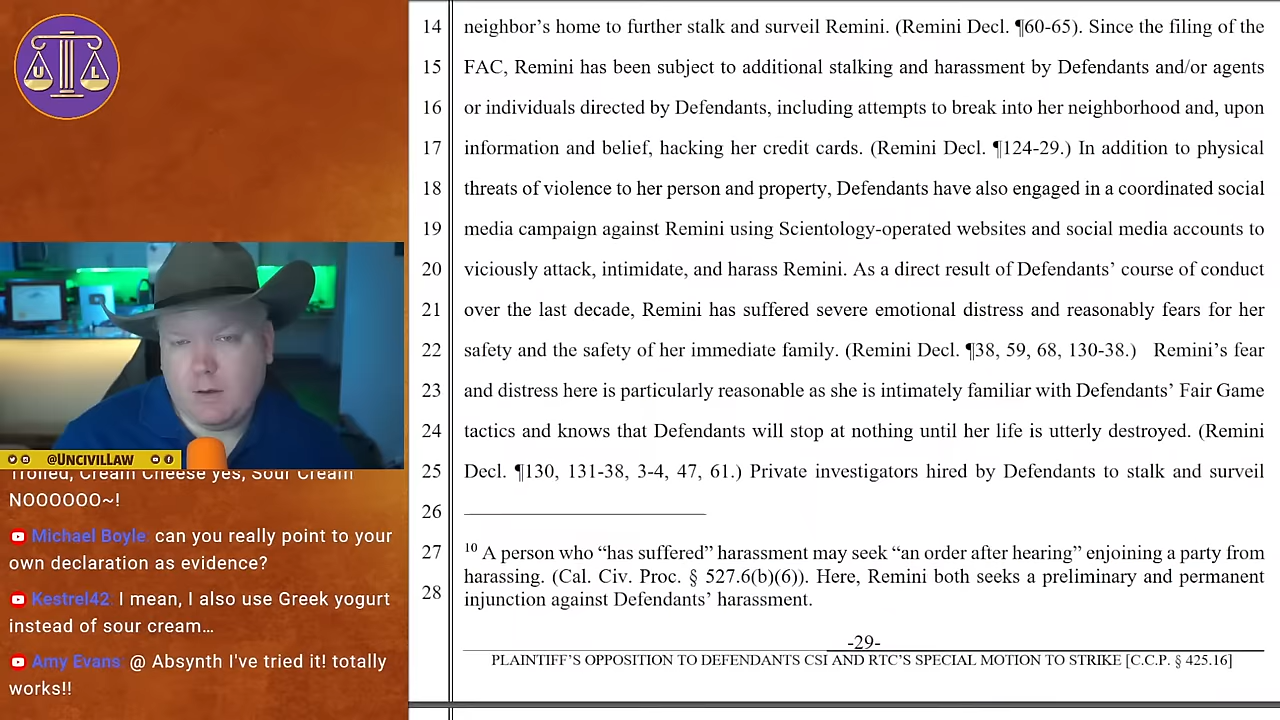 U L
@UNCIVILLAW
Trolled, Cream Cheese yes, Sour Cream
NOOOOOO~!
Michael Boyle: can you really point to your
own declaration as evidence?
Kestrel42: I mean, I also use Greek yogurt
instead of sour cream…
Amy Evans: @ Absynth I've tried it! totally
works!!
14 neighbor’s home to further stalk and surveil Remini. (Remini Decl. ¶60-65). Since the filing of the
15 FAC, Remini has been subject to additional stalking and harassment by Defendants and/or agents
16 or individuals directed by Defendants, including attempts to break into her neighborhood and, upon
17 information and belief, hacking her credit cards. (Remini Decl. ¶124-29.) In addition to physical
18 threats of violence to her person and property, Defendants have also engaged in a coordinated social
19 media campaign against Remini using Scientology-operated websites and social media accounts to
20 viciously attack, intimidate, and harass Remini. As a direct result of Defendants’ course of conduct
21 over the last decade, Remini has suffered severe emotional distress and reasonably fears for her
22 safety and the safety of her immediate family. (Remini Decl. ¶38, 59, 68, 130-38.) Remini’s fear
23 and distress here is particularly reasonable as she is intimately familiar with Defendants’ Fair Game
24 tactics and knows that Defendants will stop at nothing until her life is utterly destroyed. (Remini
25 Decl. ¶130, 131-38, 3-4, 47, 61.) Private investigators hired by Defendants to stalk and surveil
26
27 10 A person who “has suffered” harassment may seek “an order after hearing” enjoining a party from
harassing. (Cal. Civ. Proc. § 527.6(b)(6)). Here, Remini both seeks a preliminary and permanent
28 injunction against Defendants’ harassment.
-29-
PLAINTIFF’S OPPOSITION TO DEFENDANTS CSI AND RTC’S SPECIAL MOTION TO STRIKE [C.C.P. § 425.16]